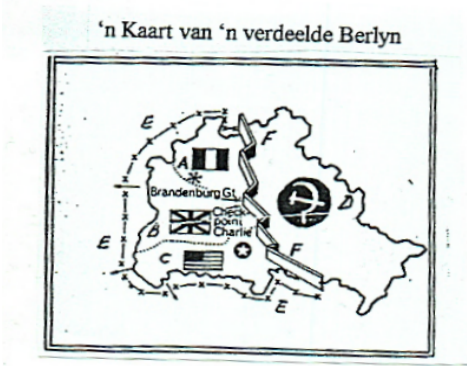 'n Kaart van 'n verdeelde Berlyn
E
F
A
Brandenburg Gt.
D
Check
point
Charlie
B
E
C
F
E